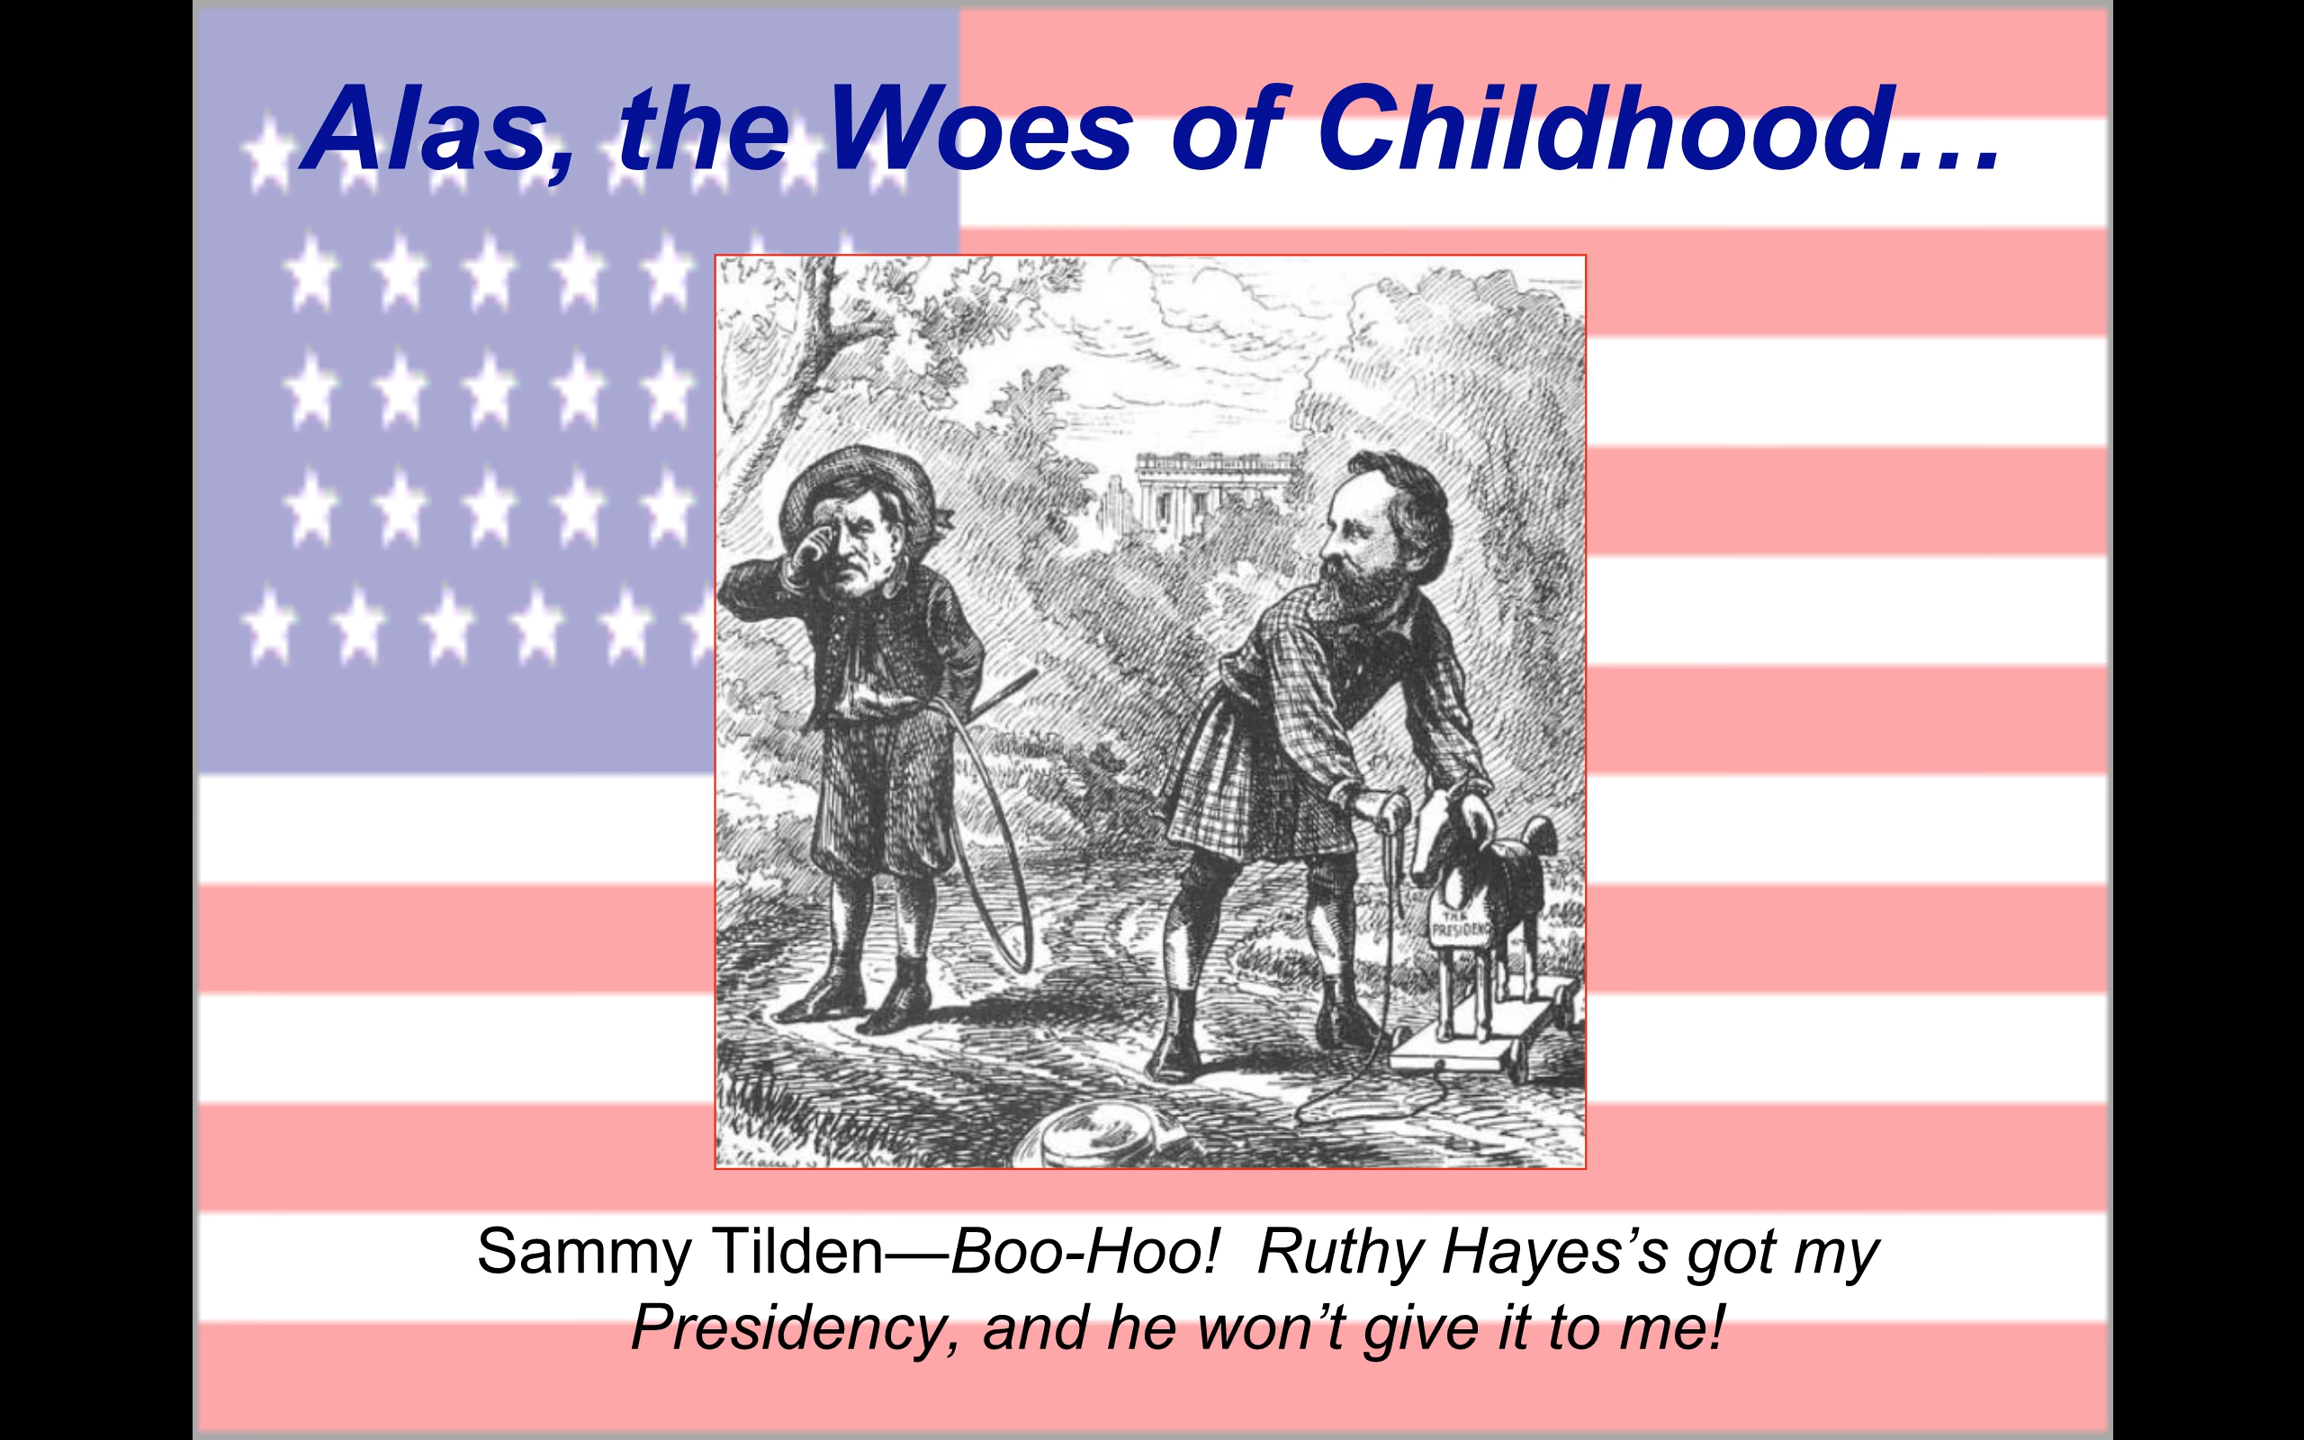 Alas, the Woes of Childhood…
THE
PRESIDENC
Sammy Tilden—Boo-Hoo!  Ruthy Hayes’s got my
Presidency, and he won’t give it to me!